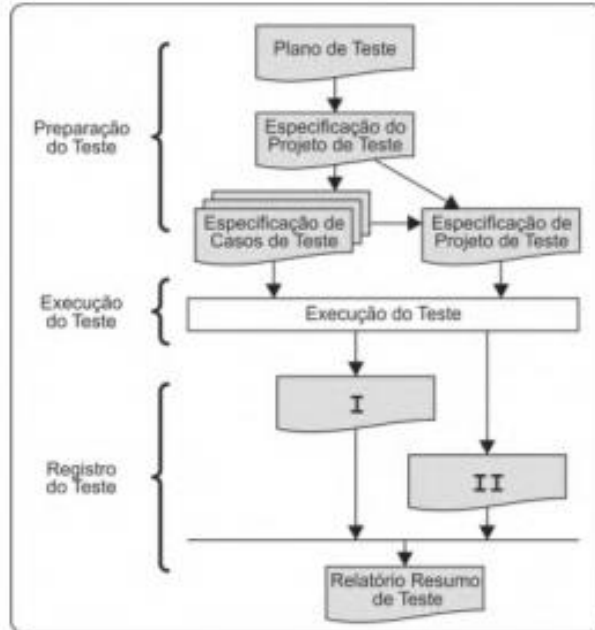 Plano de Teste
Preparação
do Teste
Especificação do
Projeto de Teste
Especificação de
Casos de Teste
Especificação de
Projeto de Teste
Execução
do Teste
Execução do Teste
I
II
Registro
do Teste
Relatório Resumo
de Teste